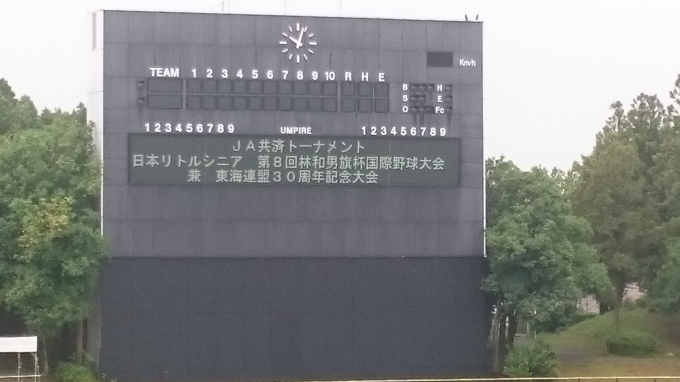 Km/h
TEAM 1 2 3 4 5 6 7 8 9 10 R H E
B H
S E
O Fc
1 2 3 4 5 6 7 8 9 UMPIRE 1 2 3 4 5 6 7 8 9
JA共済トーナメント
日本リトルシニア 第8回林和男旗杯国際野球大会
兼 東海連盟30周年記念大会